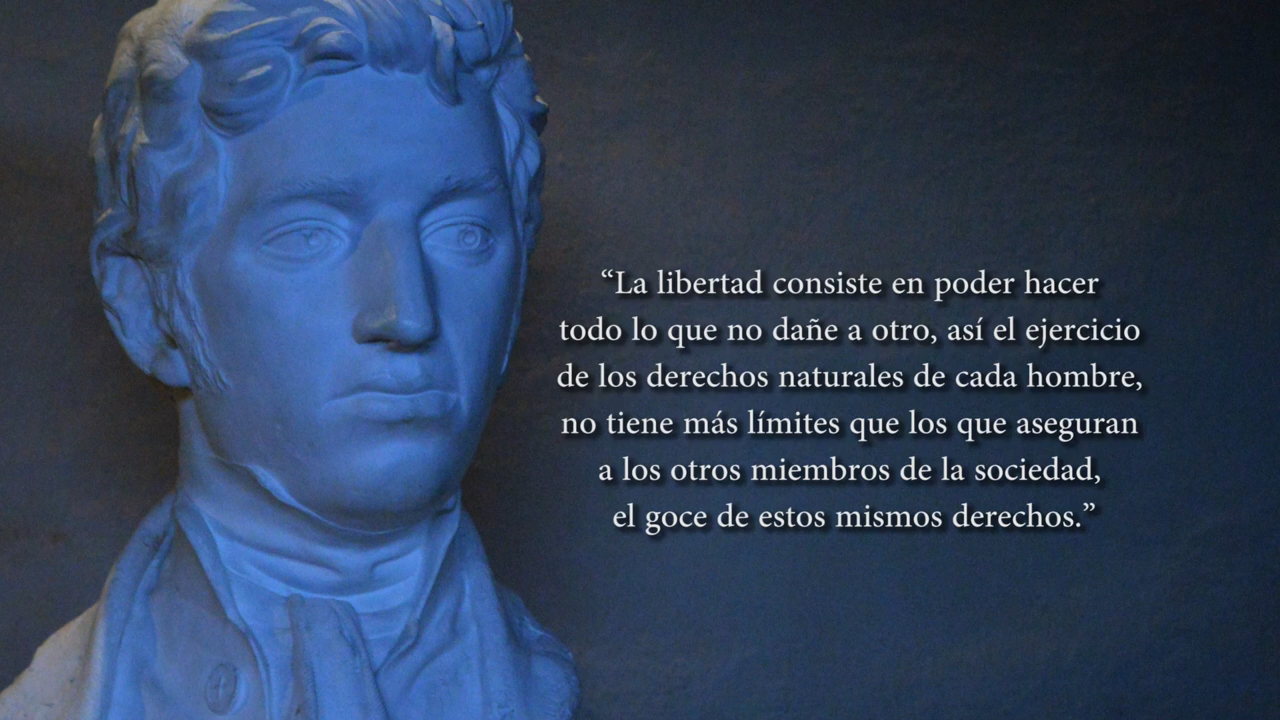 “La libertad consiste en poder hacer
todo lo que no dañe a otro, así el ejercicio
de los derechos naturales de cada hombre,
no tiene más límites que los que aseguran
a los otros miembros de la sociedad,
el goce de estos mismos derechos.”